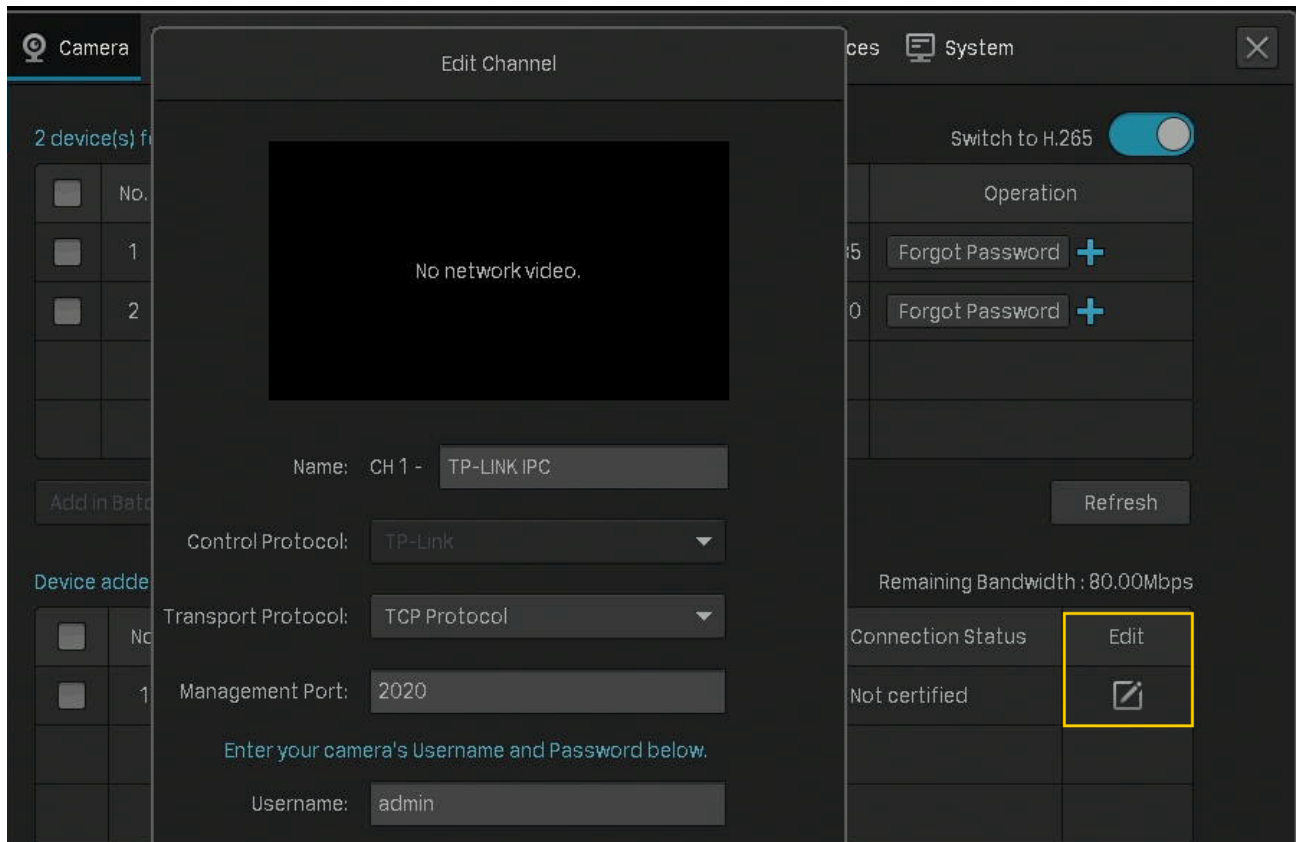 Camera
Edit Channel
ces
System
2 device(s) f
Switch to H.265
No.
Operation
No network video.
1
35
Forgot Password
2
0
Forgot Password
Name: CH 1 - TP-LINK IPC
Add in Batc
Refresh
Control Protocol: TP-Link
Device adde
Remaining Bandwidth : 80.00Mbps
Transport Protocol: TCP Protocol
No
Connection Status
Edit
1
Management Port: 2020
Not certified
Enter your camera's Username and Password below.
Username: admin